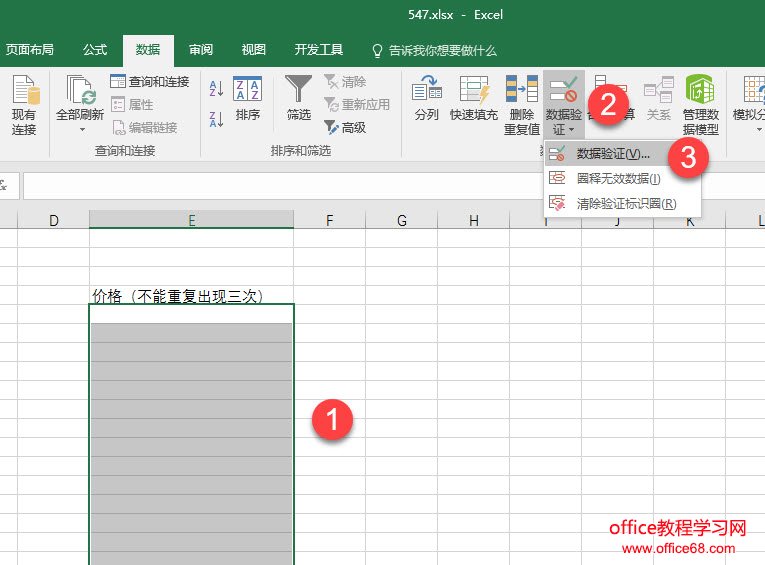 547.xlsx - Excel
页面布局 公式 数据 审阅 视图 开发工具 告诉我你想要做什么
现有
连接
全部刷新
查询和连接
属性
编辑链接
查询和连接
排序
筛选
清除
重新应用
高级
排序和筛选
分列
快速填充
删除
重复值
数据验
证
2
算
关系
管理数
据模型
模拟分
数据验证(V)...
3
圈释无效数据(I)
清除验证标识圈(R)
fx
D E F G H I J K L
价格（不能重复出现三次）
1
office教程学习网
www.office68.com